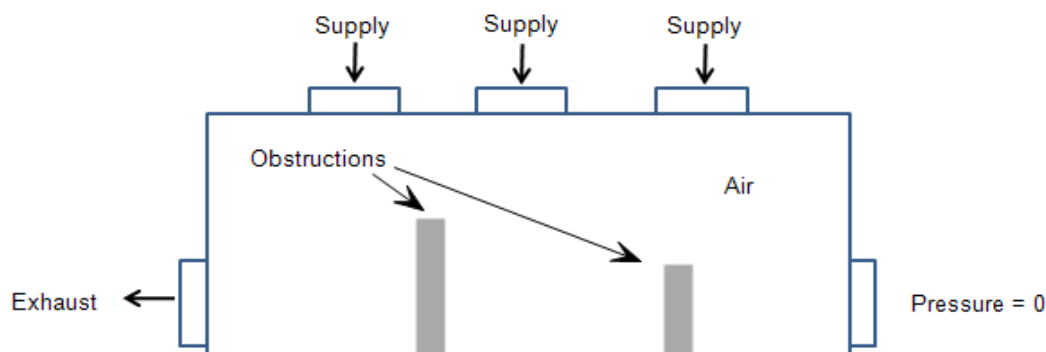 Supply
Supply
Supply
Obstructions
Air
Exhaust
Pressure = 0